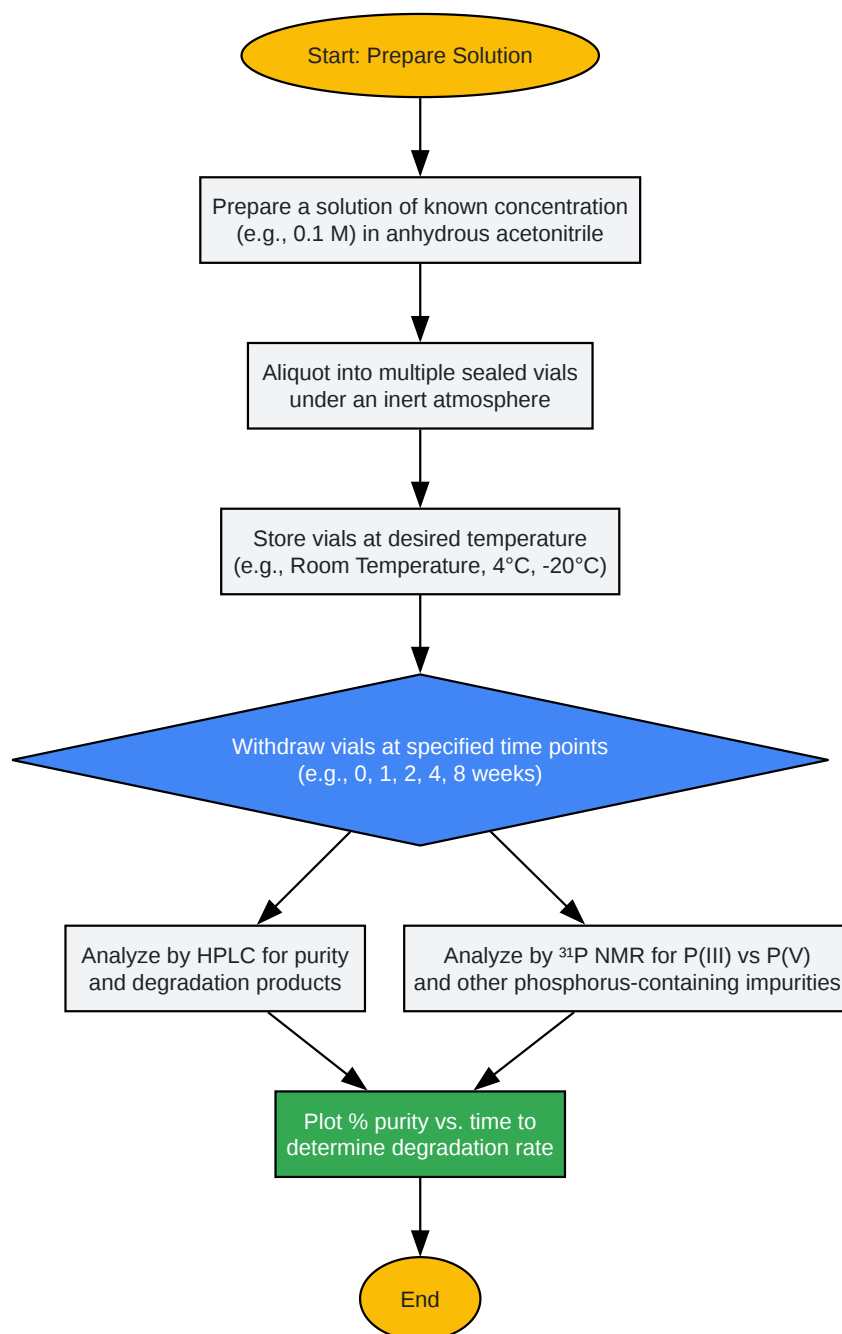 Start: Prepare Solution
Prepare a solution of known concentration
(e.g., 0.1 M) in anhydrous acetonitrile
Aliquot into multiple sealed vials
under an inert atmosphere
Store vials at desired temperature
(e.g., Room Temperature, 4°C, -20°C)
Withdraw vials at specified time points
(e.g., 0, 1, 2, 4, 8 weeks)
Analyze by HPLC for purity
and degradation products
Analyze by ³¹P NMR for P(III) vs P(V)
and other phosphorus-containing impurities
Plot % purity vs. time to
determine degradation rate
End